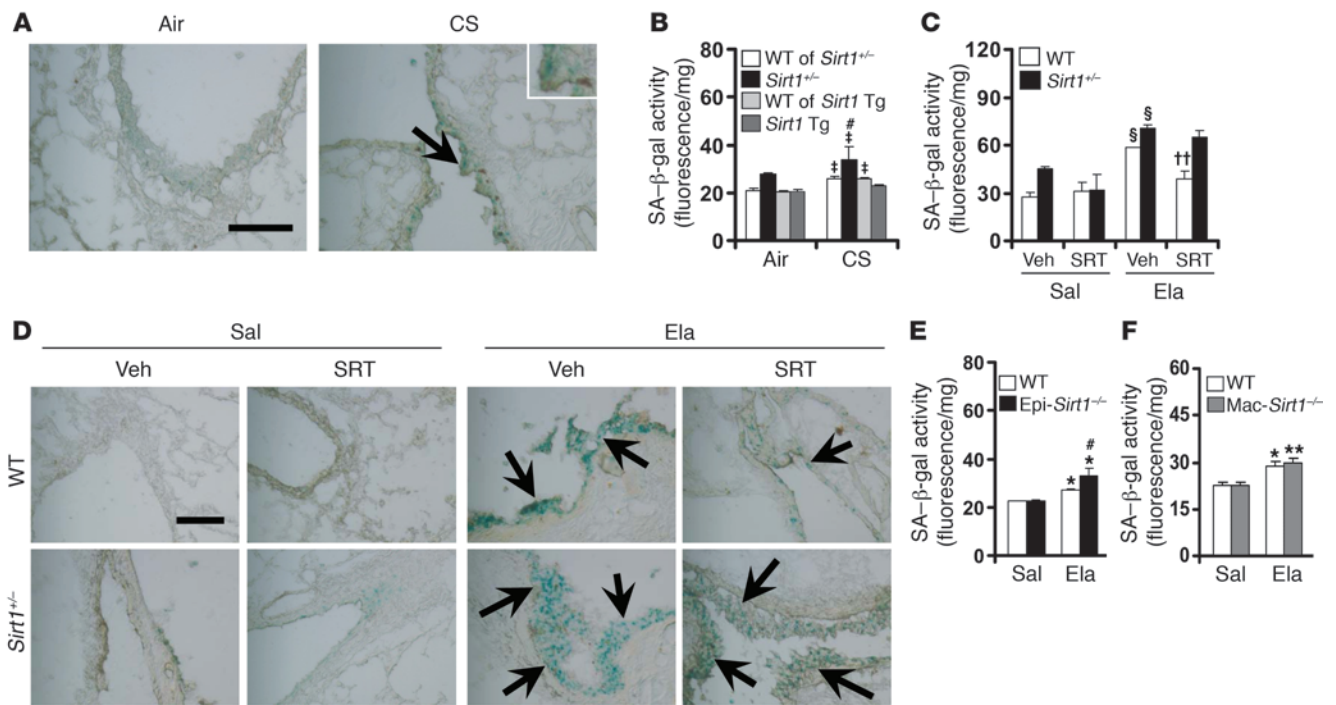 A
Air
CS
B
SA–β-gal activity
(fluorescence/mg)
80
60
40
20
0
WT of Sirt1+/–
Sirt1+/–
WT of Sirt1 Tg
Sirt1 Tg
#
‡
‡ ‡
Air CS
C
SA–β-gal activity
(fluorescence/mg)
120
90
60
30
0
WT
Sirt1+/–
§ §
††
Veh SRT Veh SRT
Sal Ela
D
Sal Ela
Veh SRT Veh SRT
WT
Sirt1+/–
E
SA–β-gal activity
(fluorescence/mg)
80
60
40
20
0
WT
Epi-Sirt1–/–
#
* *
Sal Ela
F
SA–β-gal activity
(fluorescence/mg)
60
45
30
15
0
WT
Mac-Sirt1–/–
* **
Sal Ela